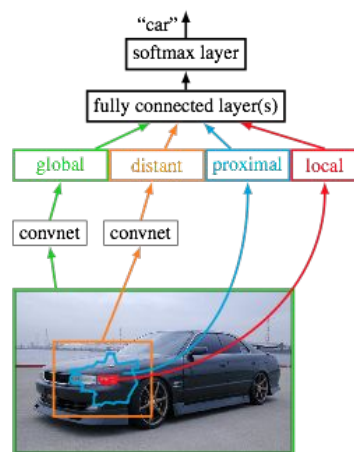 “car”
softmax layer
fully connected layer(s)
global distant proximal local
convnet convnet